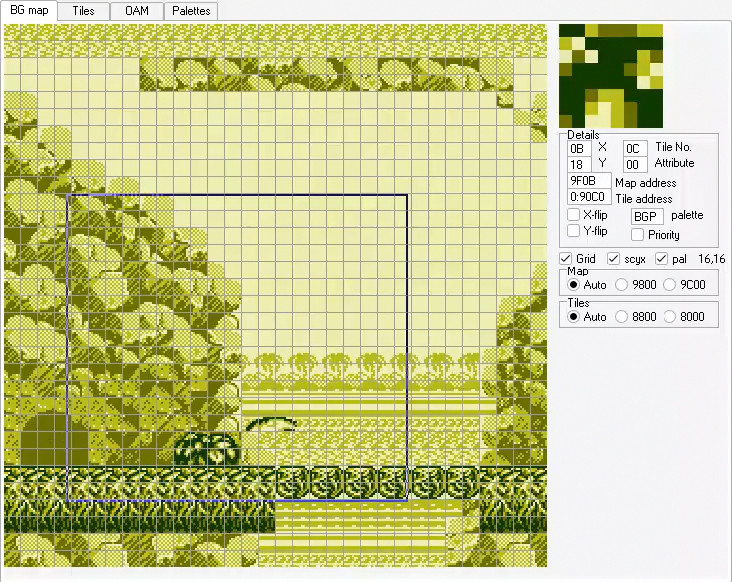 BG map Tiles OAM Palettes
Details
0B X 0C Tile No.
18 Y 00 Attribute
9F0B Map address
0:90C0 Tile address
X-flip BGP palette
Y-flip Priority
Grid scyx pal 16,16
Map
Auto 9800 9C00
Tiles
Auto 8800 8000